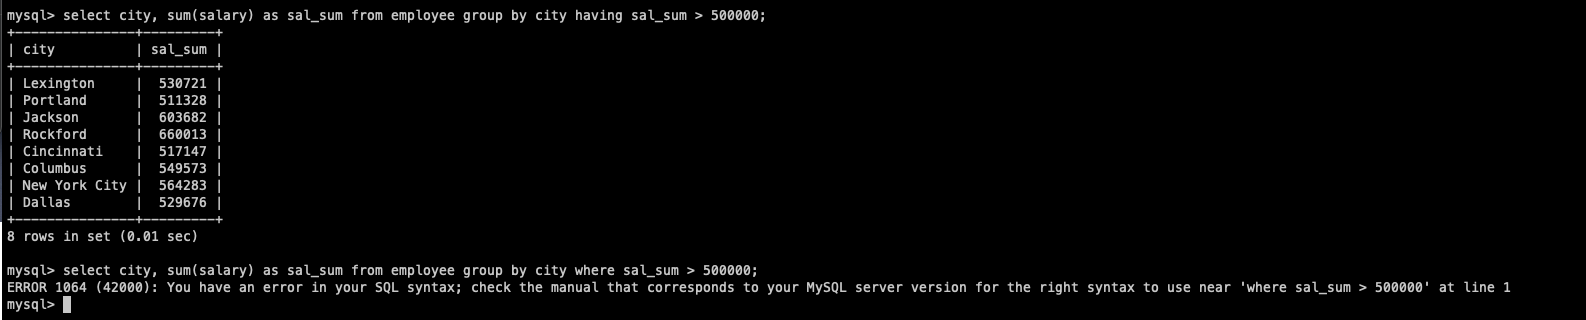 mysql> select city, sum(salary) as sal_sum from employee group by city having sal_sum > 500000;
+---------------+---------+
| city          | sal_sum |
+---------------+---------+
| Lexington     |  530721 |
| Portland      |  511328 |
| Jackson       |  603682 |
| Rockford      |  660013 |
| Cincinnati    |  517147 |
| Columbus      |  549573 |
| New York City |  564283 |
| Dallas        |  529676 |
+---------------+---------+
8 rows in set (0.01 sec)
mysql> select city, sum(salary) as sal_sum from employee group by city where sal_sum > 500000;
ERROR 1064 (42000): You have an error in your SQL syntax; check the manual that corresponds to your MySQL server version for the right syntax to use near 'where sal_sum > 500000' at line 1
mysql>